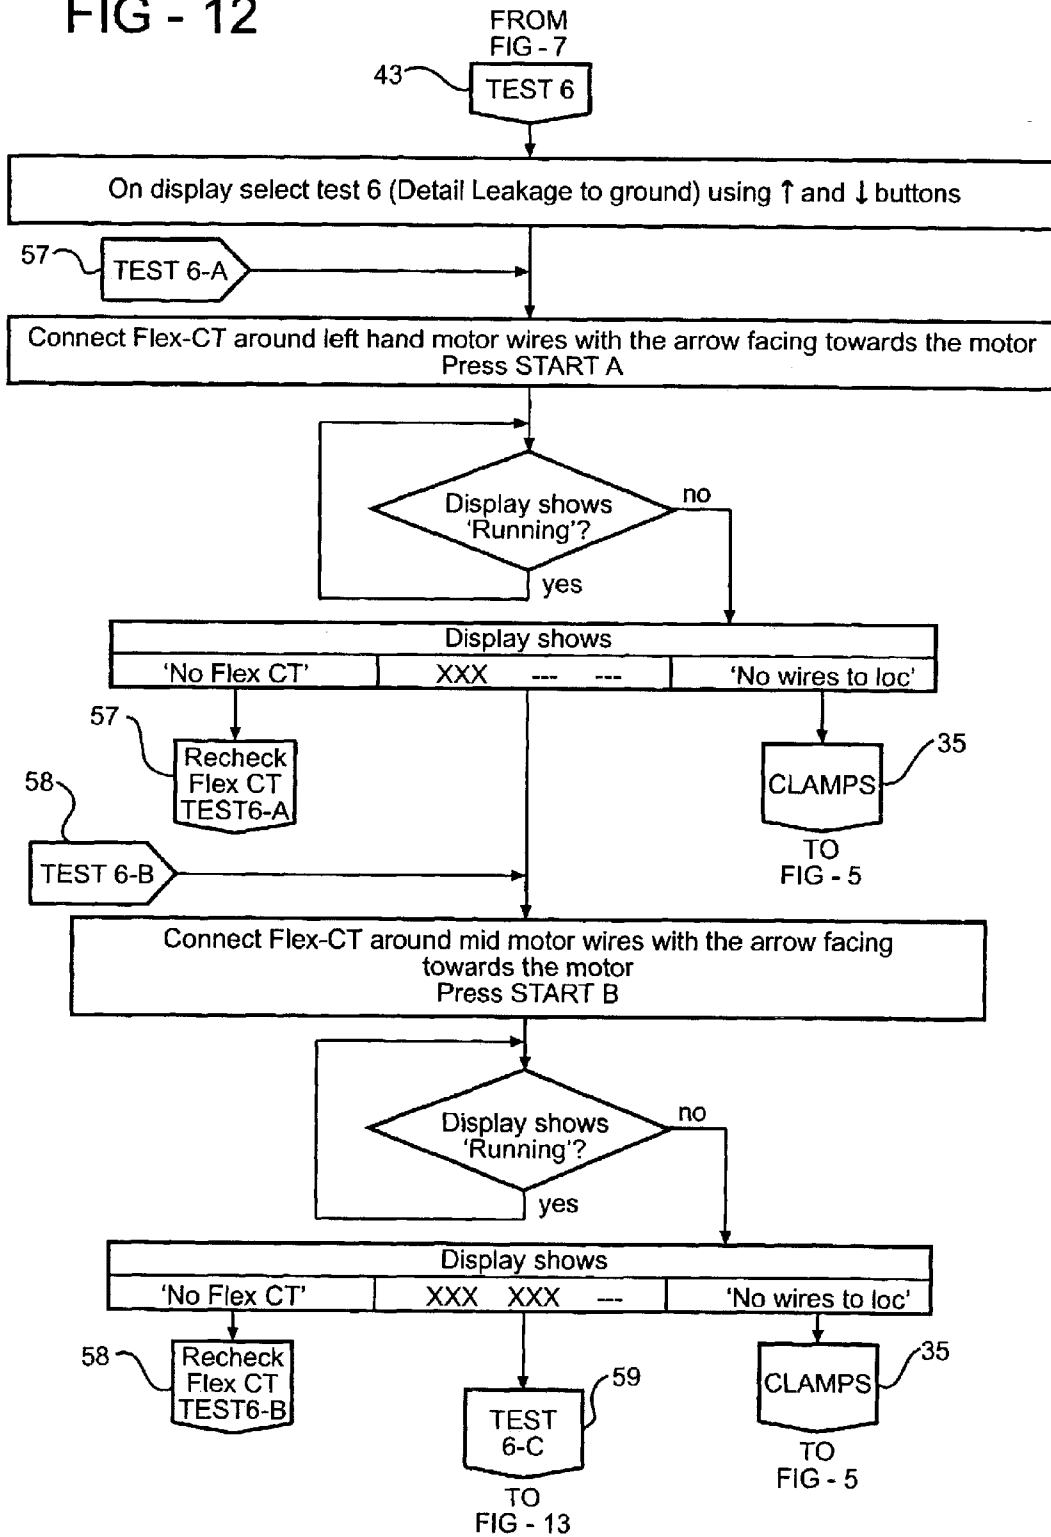 FIG - 12
FROM
FIG - 7
43
TEST 6
On display select test 6 (Detail Leakage to ground) using ↑ and ↓ buttons
57
TEST 6-A
Connect Flex-CT around left hand motor wires with the arrow facing towards the motor
Press START A
Display shows
'Running'?
no
yes
Display shows
'No Flex CT'
XXX --- ---
'No wires to loc'
57
Recheck
Flex CT
TEST6-A
35
CLAMPS
TO
FIG - 5
58
TEST 6-B
Connect Flex-CT around mid motor wires with the arrow facing
towards the motor
Press START B
Display shows
'Running'?
no
yes
Display shows
'No Flex CT'
XXX XXX ---
'No wires to loc'
58
Recheck
Flex CT
TEST6-B
59
TEST
6-C
TO
FIG - 13
35
CLAMPS
TO
FIG - 5